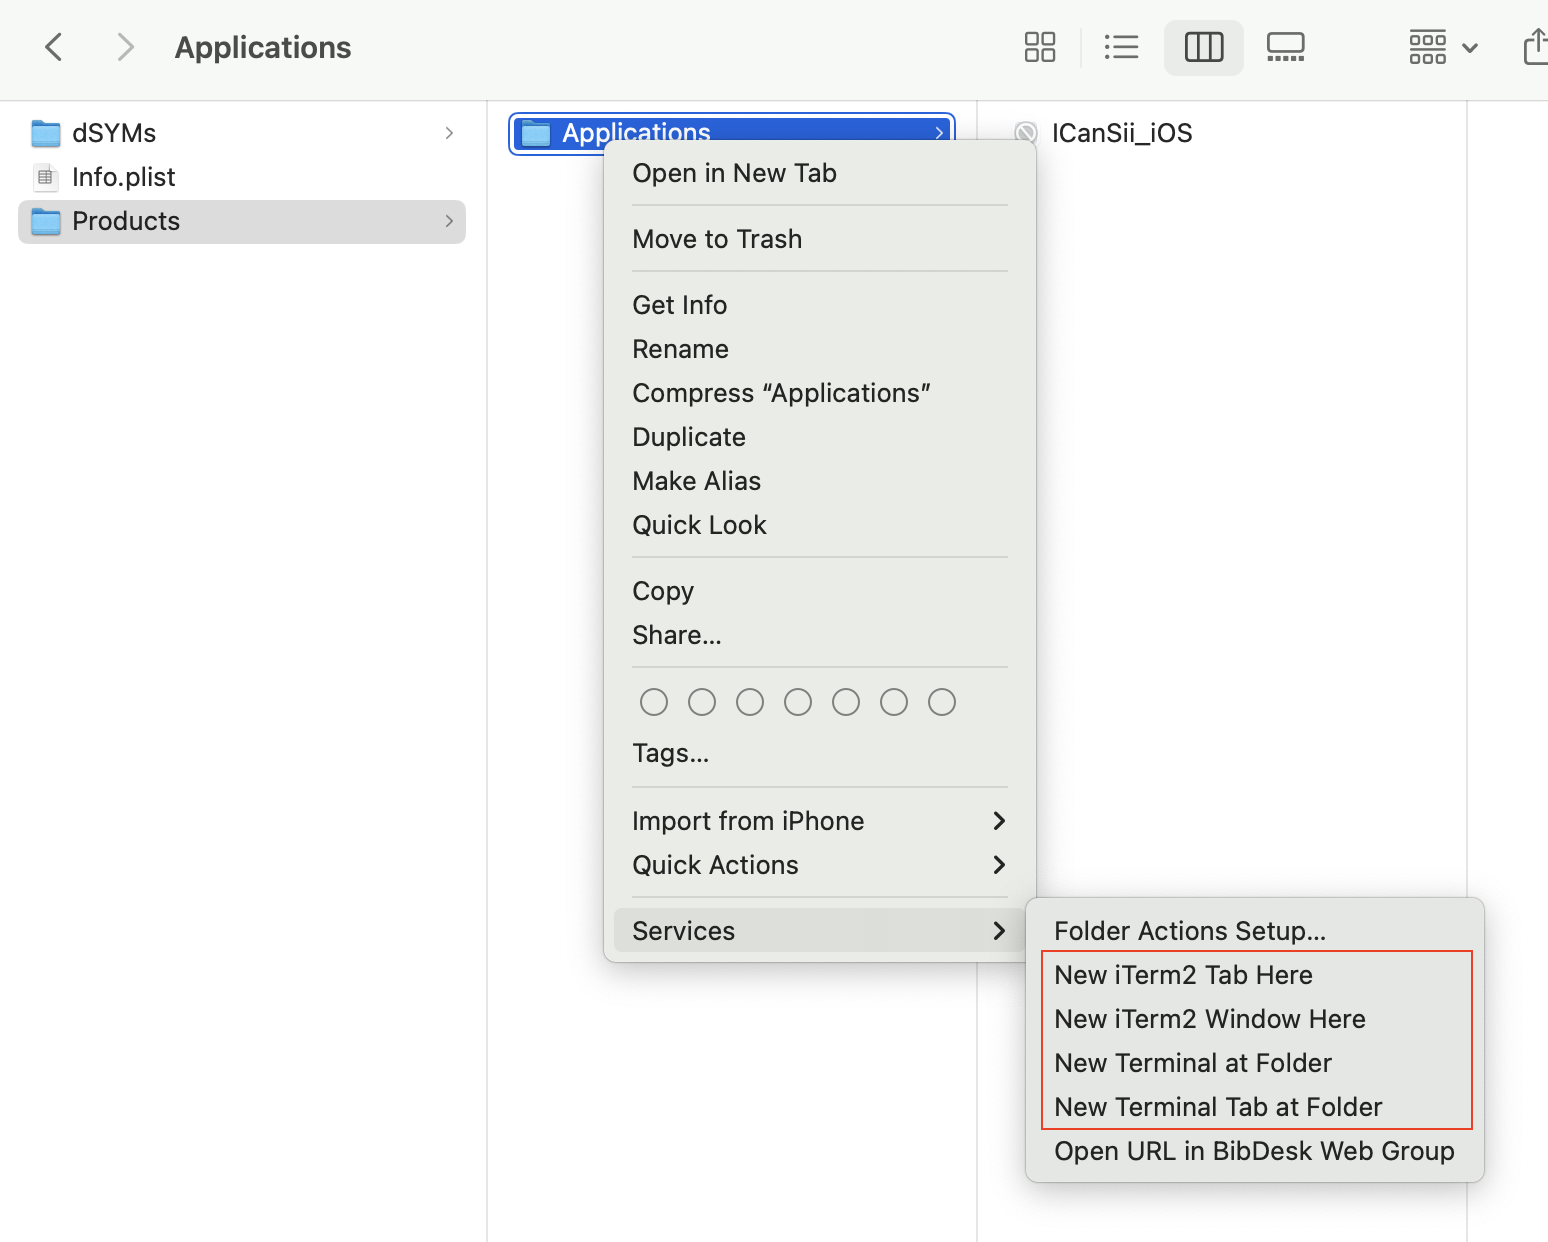 Applications
dSYMs
Info.plist
Products
Applications
ICanSii_iOS
Open in New Tab
Move to Trash
Get Info
Rename
Compress “Applications”
Duplicate
Make Alias
Quick Look
Copy
Share...
Tags...
Import from iPhone
Quick Actions
Services
Folder Actions Setup...
New iTerm2 Tab Here
New iTerm2 Window Here
New Terminal at Folder
New Terminal Tab at Folder
Open URL in BibDesk Web Group